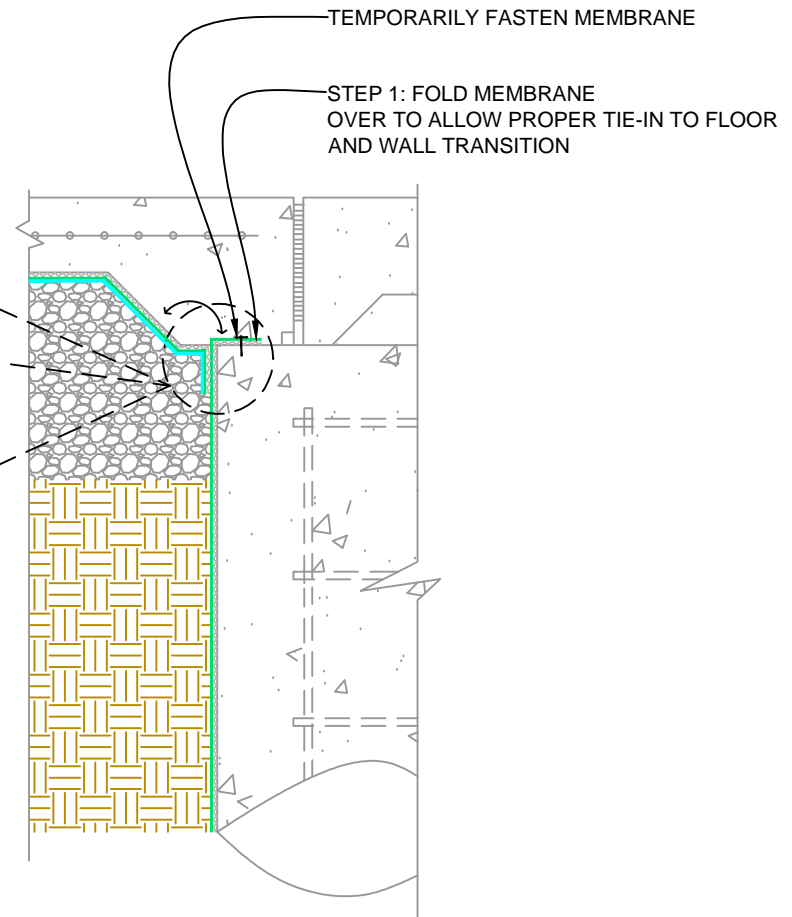 TEMPORARILY FASTEN MEMBRANE
STEP 1: FOLD MEMBRANE
OVER TO ALLOW PROPER TIE-IN TO FLOOR
AND WALL TRANSITION